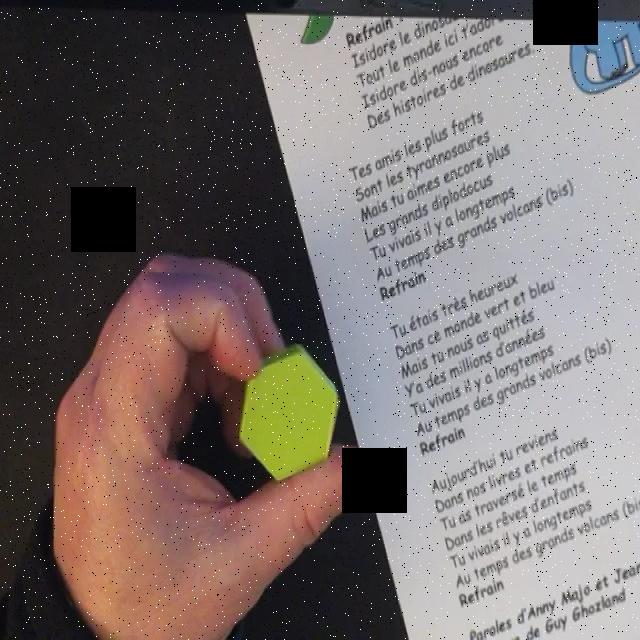 Refrain
Isidore le dinosaure
Tout le monde ici t'adore
Isidore dis-nous encore
Des histoires de dinosaures.
Tes amis les plus forts
Sont les tyrannosaures
Mais tu aimes encore plus
Les grands diplodocus
Tu vivais il y a longtemps
Au temps des grands volcans (bis)
Refrain
Tu étais très heureux
Dans ce monde vert et bleu
Mais tu nous as quittés
Y'a des millions d'années
Tu vivais il y a longtemps
Au temps des grands volcans (bis)
Refrain
Aujourd'hui tu reviens
Dans nos livres et refrains
Tu as traversé le temps
Dans les rêves d'enfants
Tu vivais il y a longtemps
Au temps des grands volcans
Refrain
Paroles d'Anny Majo et
de Guy Ghozland